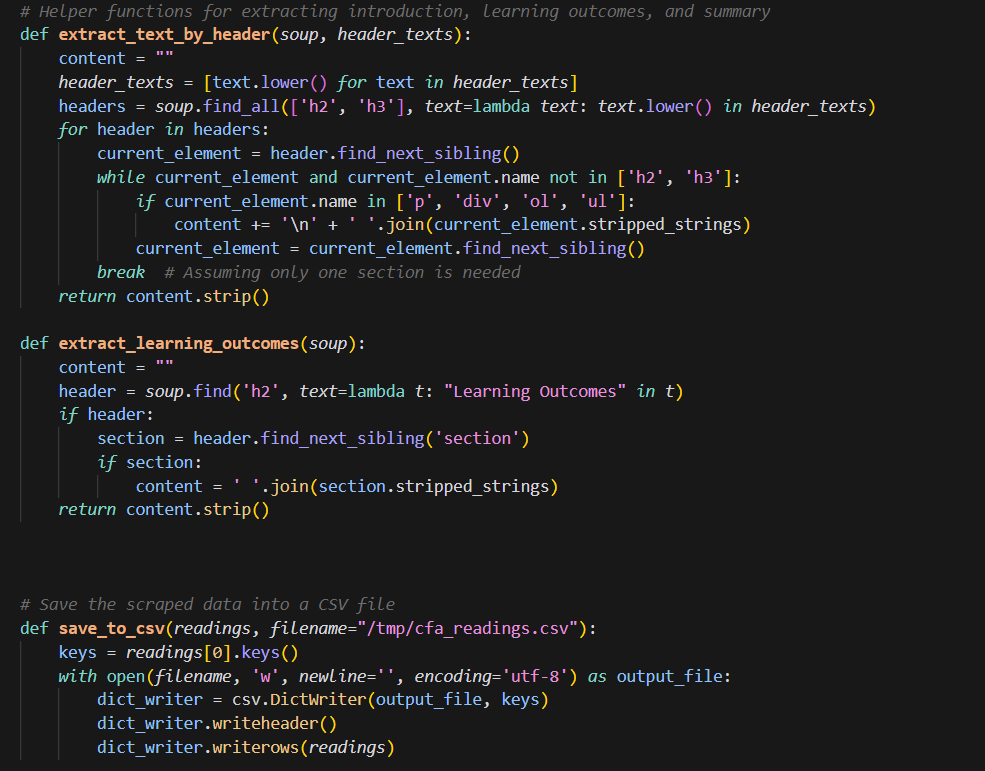 # Helper functions for extracting introduction, learning outcomes, and summary
def extract_text_by_header(soup, header_texts):
    content = ""
    header_texts = [text.lower() for text in header_texts]
    headers = soup.find_all(['h2', 'h3'], text=lambda text: text.lower() in header_texts)
    for header in headers:
        current_element = header.find_next_sibling()
        while current_element and current_element.name not in ['h2', 'h3']:
            if current_element.name in ['p', 'div', 'ol', 'ul']:
                content += '\n' + ' '.join(current_element.stripped_strings)
            current_element = current_element.find_next_sibling()
        break  # Assuming only one section is needed
    return content.strip()

def extract_learning_outcomes(soup):
    content = ""
    header = soup.find('h2', text=lambda t: "Learning Outcomes" in t)
    if header:
        section = header.find_next_sibling('section')
        if section:
            content = ' '.join(section.stripped_strings)
    return content.strip()

# Save the scraped data into a CSV file
def save_to_csv(readings, filename="/tmp/cfa_readings.csv"):
    keys = readings[0].keys()
    with open(filename, 'w', newline='', encoding='utf-8') as output_file:
        dict_writer = csv.DictWriter(output_file, keys)
        dict_writer.writeheader()
        dict_writer.writerows(readings)